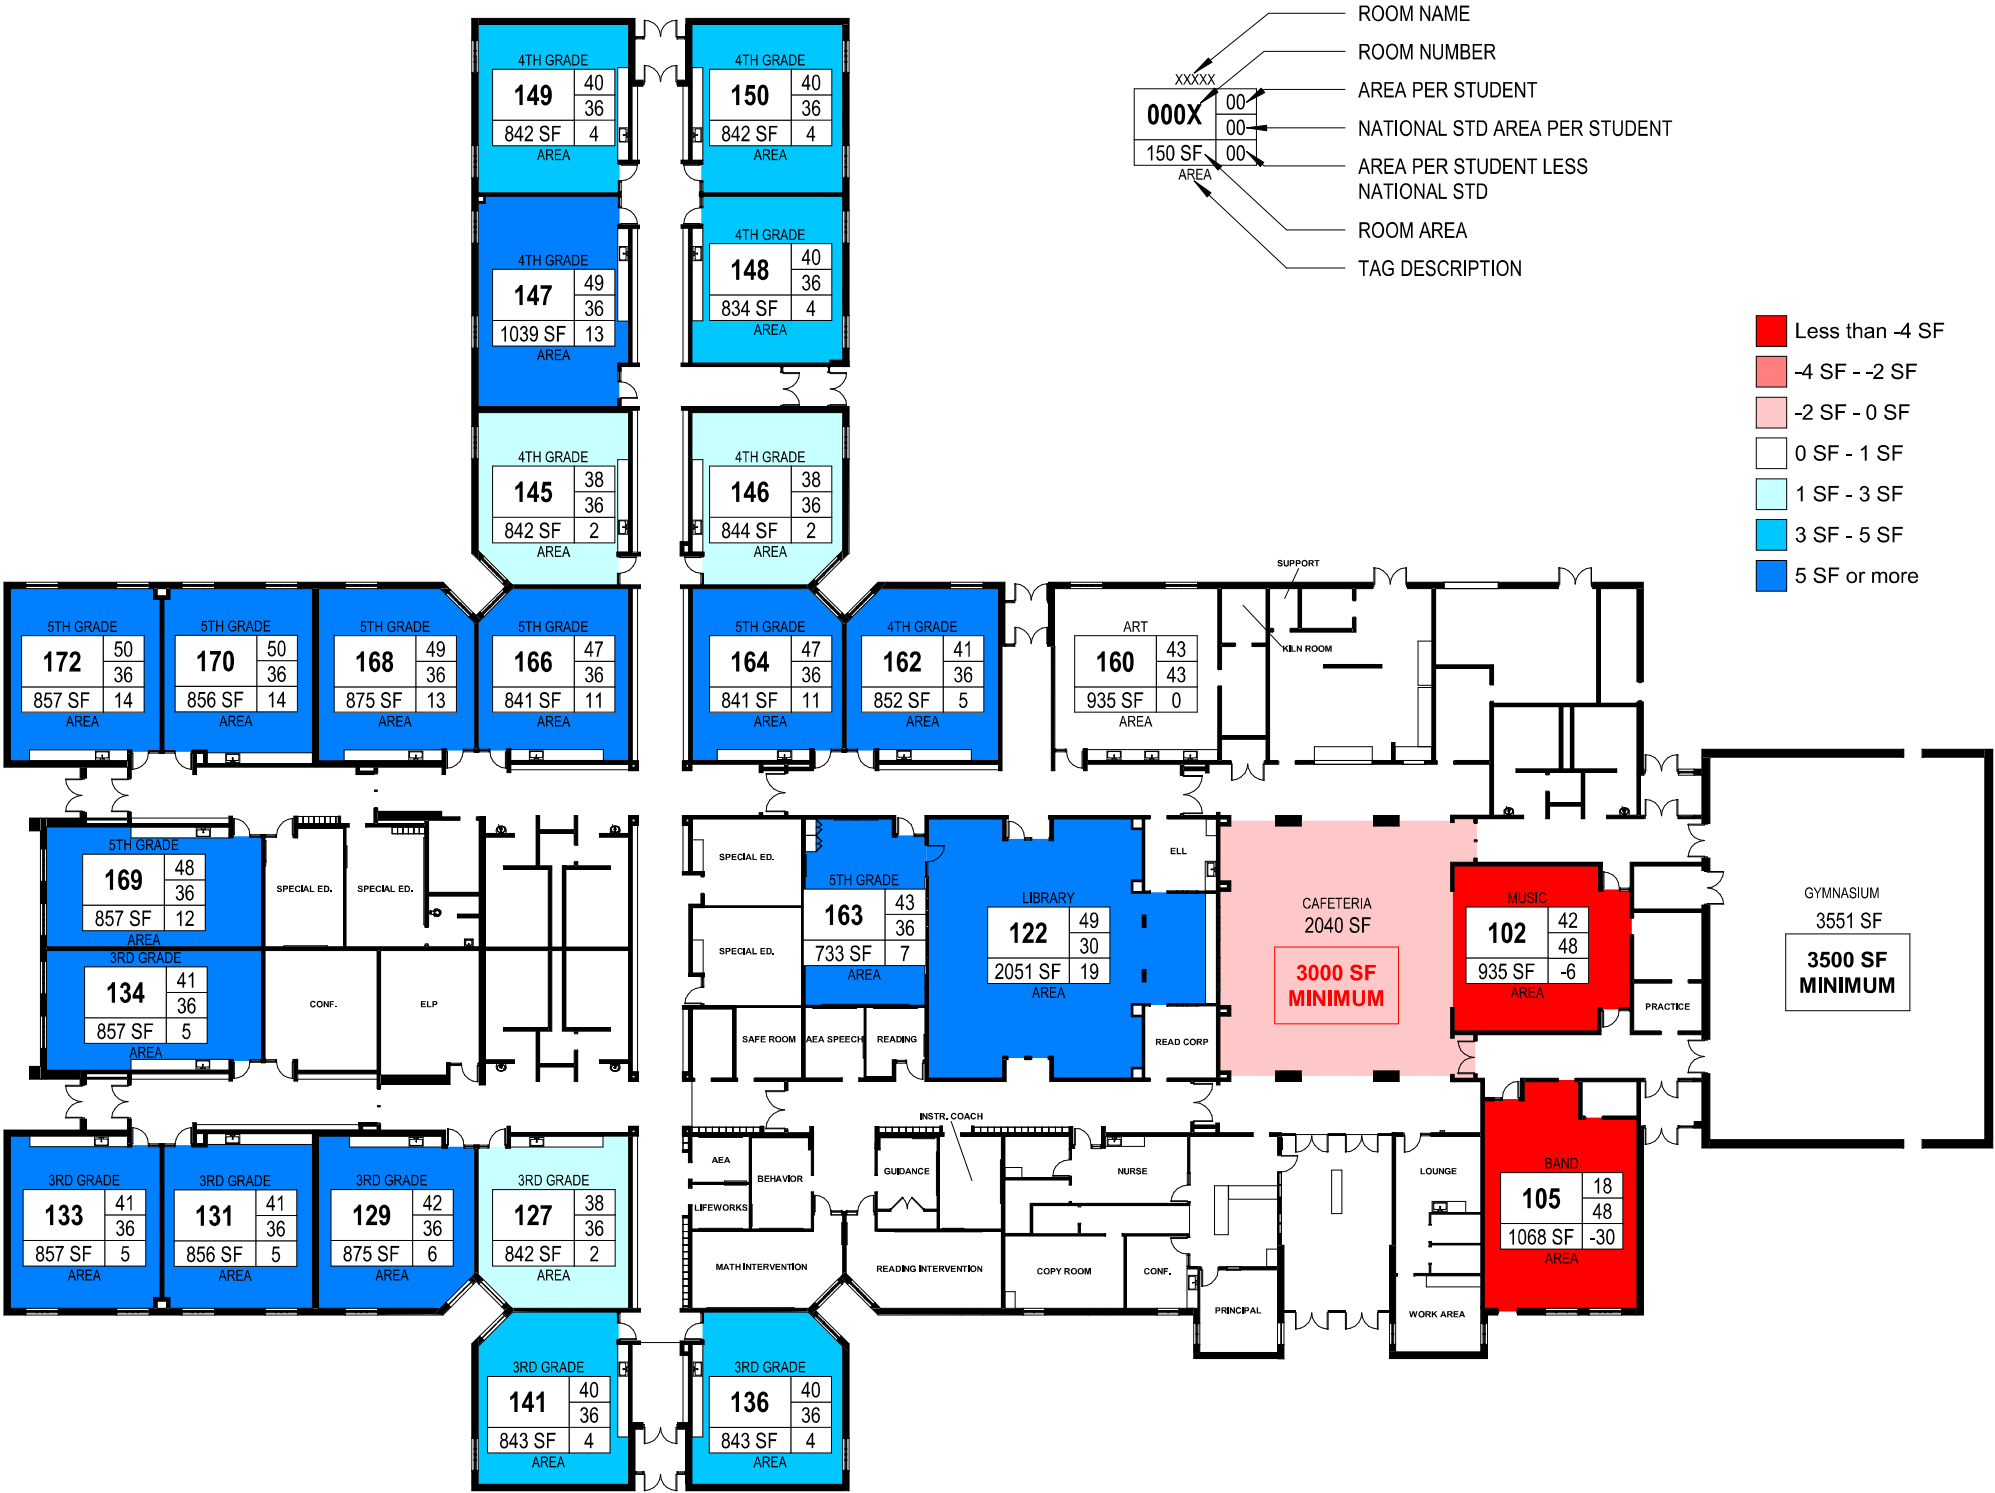 ROOM NAME
ROOM NUMBER
XXXXX
AREA PER STUDENT
000X
00
00
NATIONAL STD AREA PER STUDENT
150 SF
00
AREA PER STUDENT LESS
NATIONAL STD
AREA
ROOM AREA
TAG DESCRIPTION
Less than -4 SF
-4 SF - -2 SF
-2 SF - 0 SF
0 SF - 1 SF
1 SF - 3 SF
3 SF - 5 SF
5 SF or more
4TH GRADE
149
40
36
842 SF
4
AREA
4TH GRADE
150
40
36
842 SF
4
AREA
4TH GRADE
147
49
36
1039 SF
13
AREA
4TH GRADE
148
40
36
834 SF
4
AREA
4TH GRADE
145
38
36
842 SF
2
AREA
4TH GRADE
146
38
36
844 SF
2
AREA
5TH GRADE
172
50
36
857 SF
14
AREA
5TH GRADE
170
50
36
856 SF
14
AREA
5TH GRADE
168
49
36
875 SF
13
AREA
5TH GRADE
166
47
36
841 SF
11
AREA
5TH GRADE
164
47
36
841 SF
11
AREA
4TH GRADE
162
41
36
852 SF
5
AREA
ART
160
43
43
935 SF
0
AREA
SUPPORT
KILN ROOM
5TH GRADE
169
48
36
857 SF
12
AREA
3RD GRADE
134
41
36
857 SF
5
AREA
SPECIAL ED.
SPECIAL ED.
CONF.
ELP
SPECIAL ED.
SPECIAL ED.
SAFE ROOM
AEA SPEECH
READING
5TH GRADE
163
43
36
733 SF
7
AREA
LIBRARY
122
49
30
2051 SF
19
AREA
ELL
READ CORP
CAFETERIA
2040 SF
3000 SF
MINIMUM
MUSIC
102
42
48
935 SF
-6
AREA
PRACTICE
GYMNASIUM
3551 SF
3500 SF
MINIMUM
3RD GRADE
133
41
36
857 SF
5
AREA
3RD GRADE
131
41
36
856 SF
5
AREA
3RD GRADE
129
42
36
875 SF
6
AREA
3RD GRADE
127
38
36
842 SF
2
AREA
AEA
LIFEWORKS
BEHAVIOR
GUIDANCE
INSTR. COACH
NURSE
MATH INTERVENTION
READING INTERVENTION
COPY ROOM
CONF.
PRINCIPAL
LOUNGE
WORK AREA
BAND
105
18
48
1068 SF
-30
AREA
3RD GRADE
141
40
36
843 SF
4
AREA
3RD GRADE
136
40
36
843 SF
4
AREA